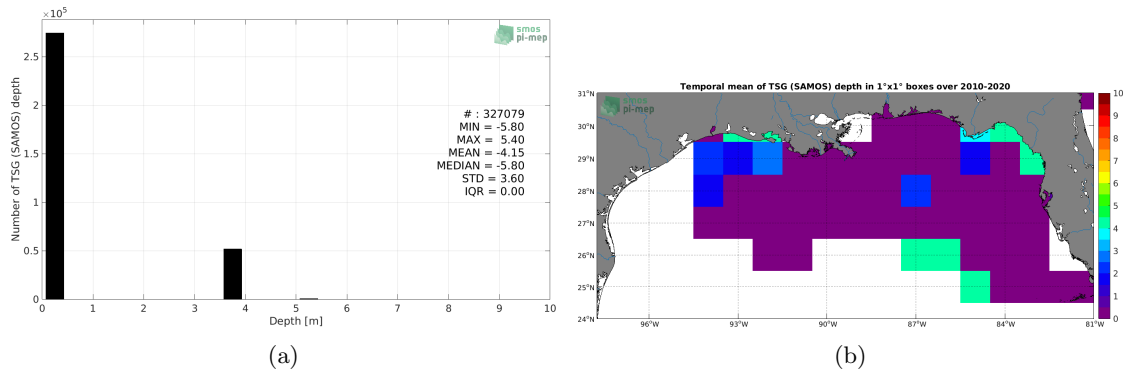 ×10⁵
smos
pi-mep
2.5
2
1.5
1
0.5
0
Number of TSG (SAMOS) depth
# : 327079
MIN = -5.80
MAX = 5.40
MEAN = -4.15
MEDIAN = -5.80
STD = 3.60
IQR = 0.00
0 1 2 3 4 5 6 7 8 9 10
Depth [m]
(a)
Temporal mean of TSG (SAMOS) depth in 1°x1° boxes over 2010-2020
smos
pi-mep
31°N
30°N
29°N
28°N
27°N
26°N
25°N
24°N
96°W 93°W 90°W 87°W 84°W 81°W
10
9
8
7
6
5
4
3
2
1
0
(b)